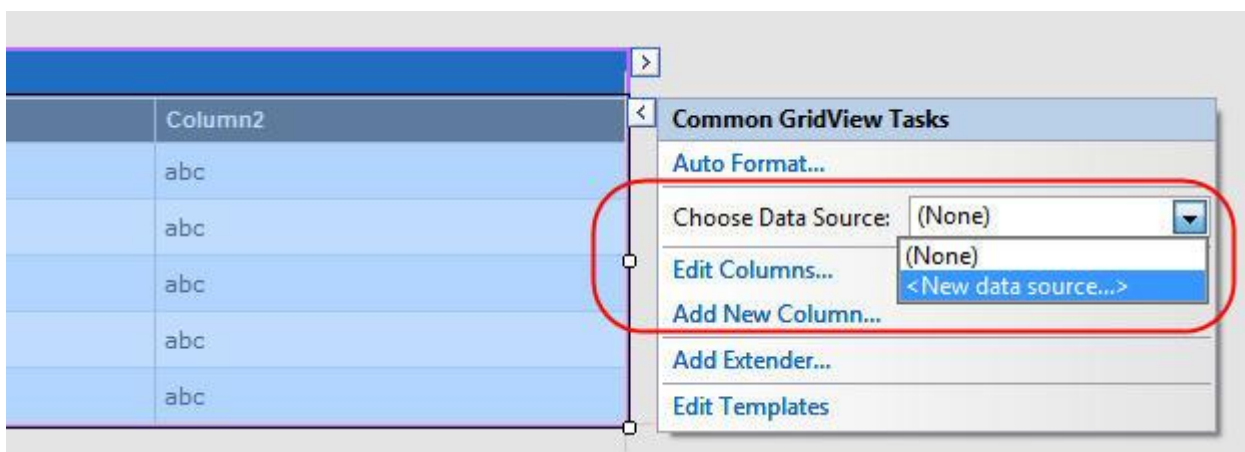 Column2
abc
abc
abc
abc
abc
Common GridView Tasks
Auto Format...
Choose Data Source: (None)
(None)
<New data source...>
Edit Columns...
Add New Column...
Add Extender...
Edit Templates